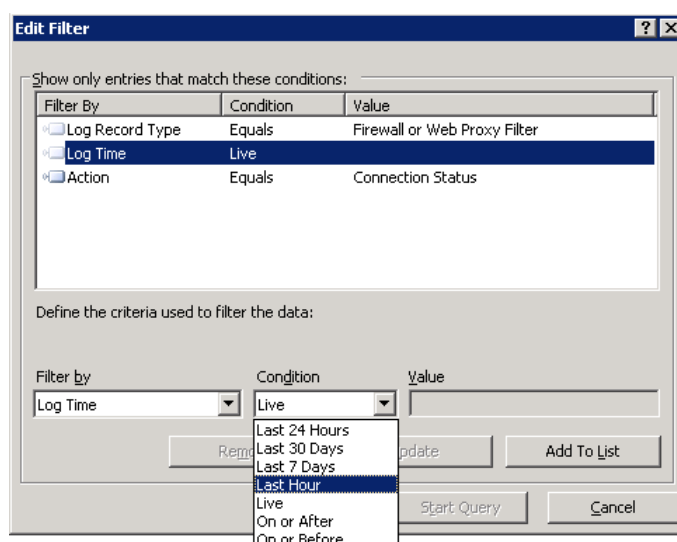 Edit Filter
Show only entries that match these conditions:
Filter By Condition Value
Log Record Type Equals Firewall or Web Proxy Filter
Log Time Live
Action Equals Connection Status
Define the criteria used to filter the data:
Filter by Condition Value
Log Time Live
Last 24 Hours
Last 30 Days
Last 7 Days
Last Hour
Live
On or After
On or Before
Add To List
Start Query Cancel